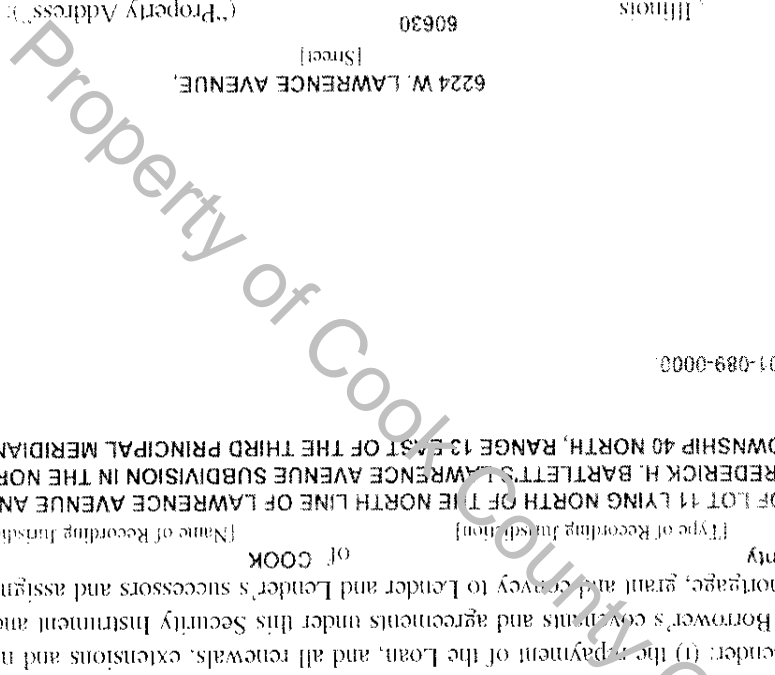 ender: (i) the repayment of the Loan, and all renewals, extensions and m
Borrower's covenants and agreements under this Security Instrument and
mortgage, grant and convey to Lender and Lender's successors and assign
nty of COOK
[Type of Recording Jurisdiction] [Name of Recording Jurisdic
OF LOT 11 LYING NORTH OF THE NORTH LINE OF LAWRENCE AVENUE AN
REDERICK H. BARTLETT'S LAWRENCE AVENUE SUBDIVISION IN THE NOR
OWNSHIP 40 NORTH, RANGE 13 EAST OF THE THIRD PRINCIPAL MERIDIAN
01-089-0000.
6224 W. LAWRENCE AVENUE,
[Street]
, Illinois 60630 ("Property Address"):
Property of Cook County